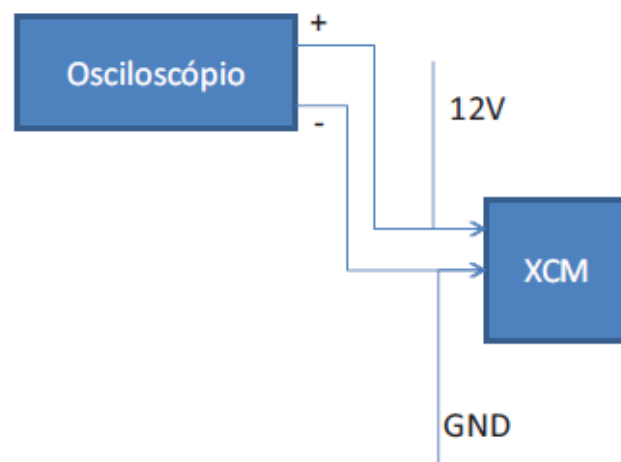 +
Osciloscópio
-
12V
XCM
GND